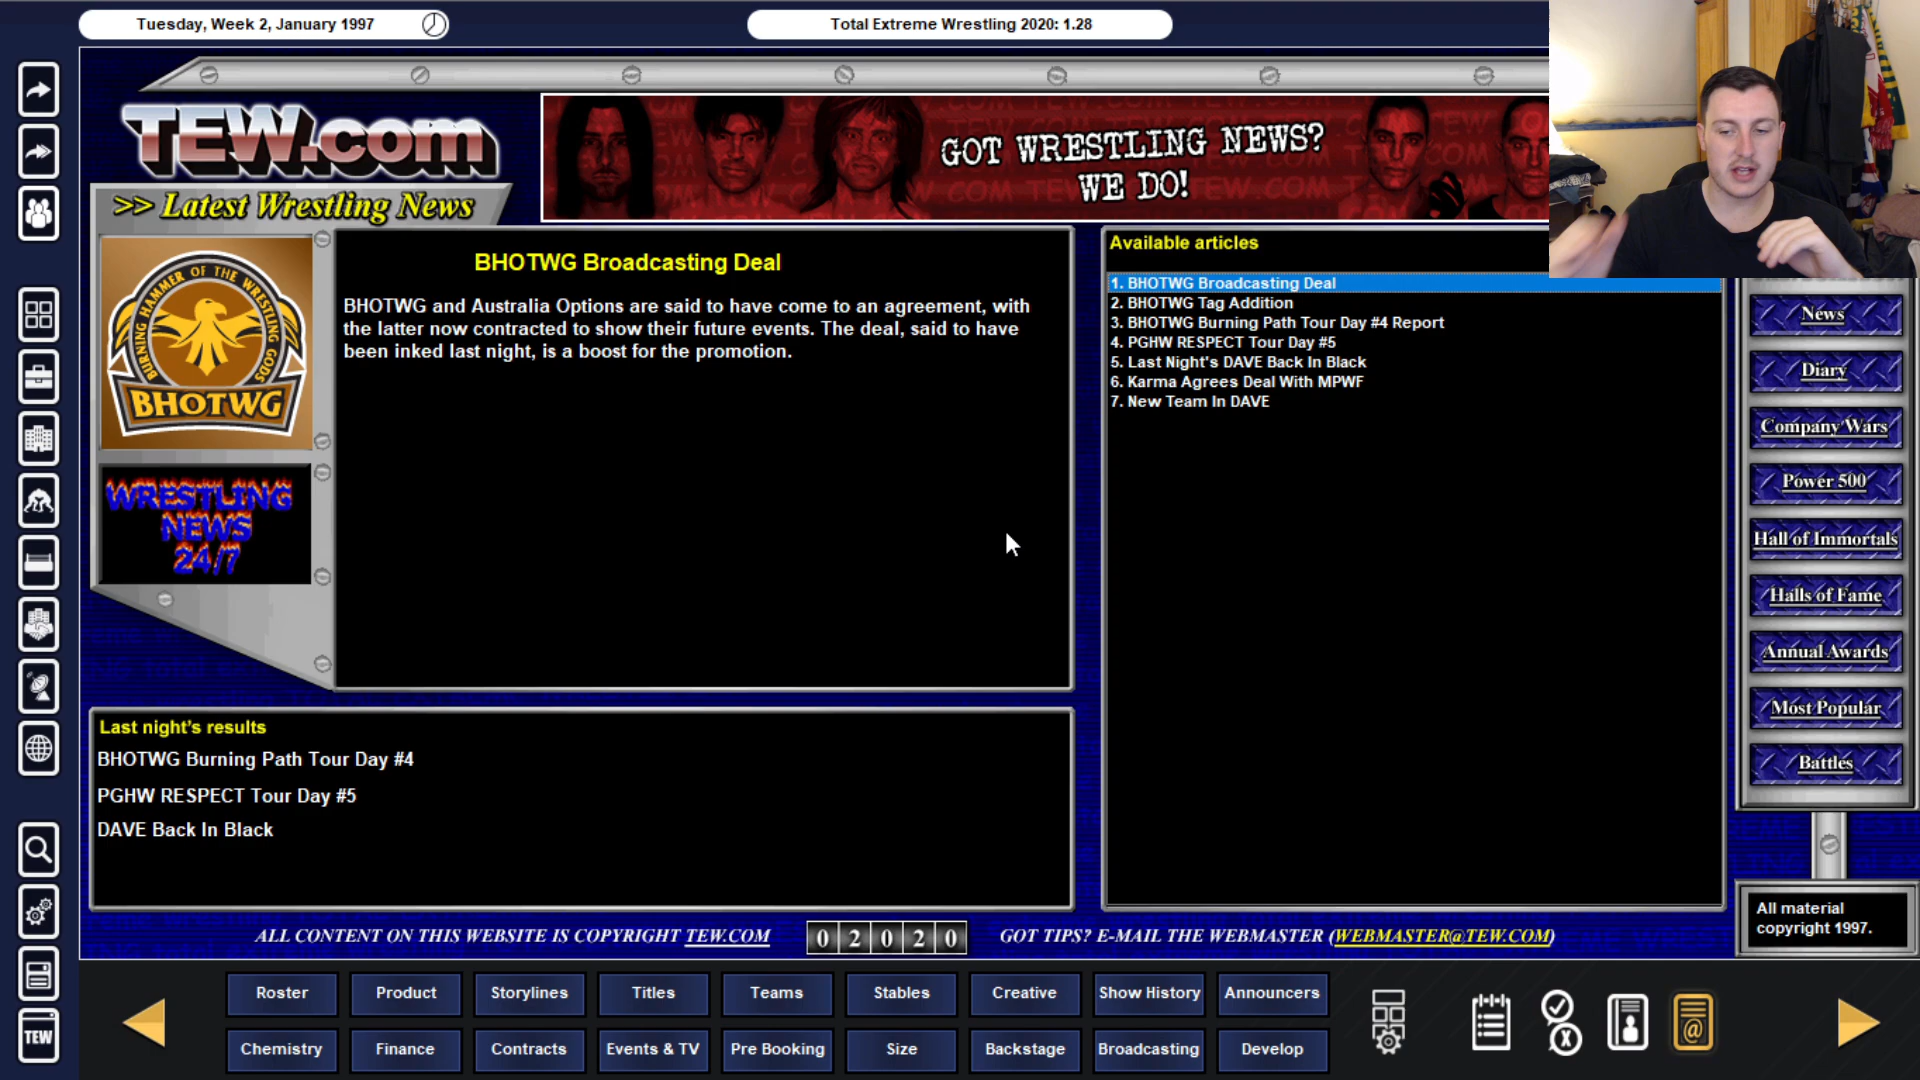 Tuesday, Week 2, January 1997
Total Extreme Wrestling 2020: 1.28
TEW.com
>> Latest Wrestling News
GOT WRESTLING NEWS?
WE DO!
BURNING HAMMER OF THE WRESTLING GODS
BHOTWG
WRESTLING
NEWS
24/7
BHOTWG Broadcasting Deal
BHOTWG and Australia Options are said to have come to an agreement, with
the latter now contracted to show their future events. The deal, said to have
been inked last night, is a boost for the promotion.
Available articles
1. BHOTWG Broadcasting Deal
2. BHOTWG Tag Addition
3. BHOTWG Burning Path Tour Day #4 Report
4. PGHW RESPECT Tour Day #5
5. Last Night's DAVE Back In Black
6. Karma Agrees Deal With MPWF
7. New Team In DAVE
News
Diary
Company Wars
Power 500
Hall of Immortals
Halls of Fame
Annual Awards
Most Popular
Battles
Last night's results
BHOTWG Burning Path Tour Day #4
PGHW RESPECT Tour Day #5
DAVE Back In Black
All material
copyright 1997.
ALL CONTENT ON THIS WEBSITE IS COPYRIGHT TEW.COM
0 2 0 2 0
GOT TIPS? E-MAIL THE WEBMASTER (WEBMASTER@TEW.COM)
Roster
Product
Storylines
Titles
Teams
Stables
Creative
Show History
Announcers
Chemistry
Finance
Contracts
Events & TV
Pre Booking
Size
Backstage
Broadcasting
Develop
TEW